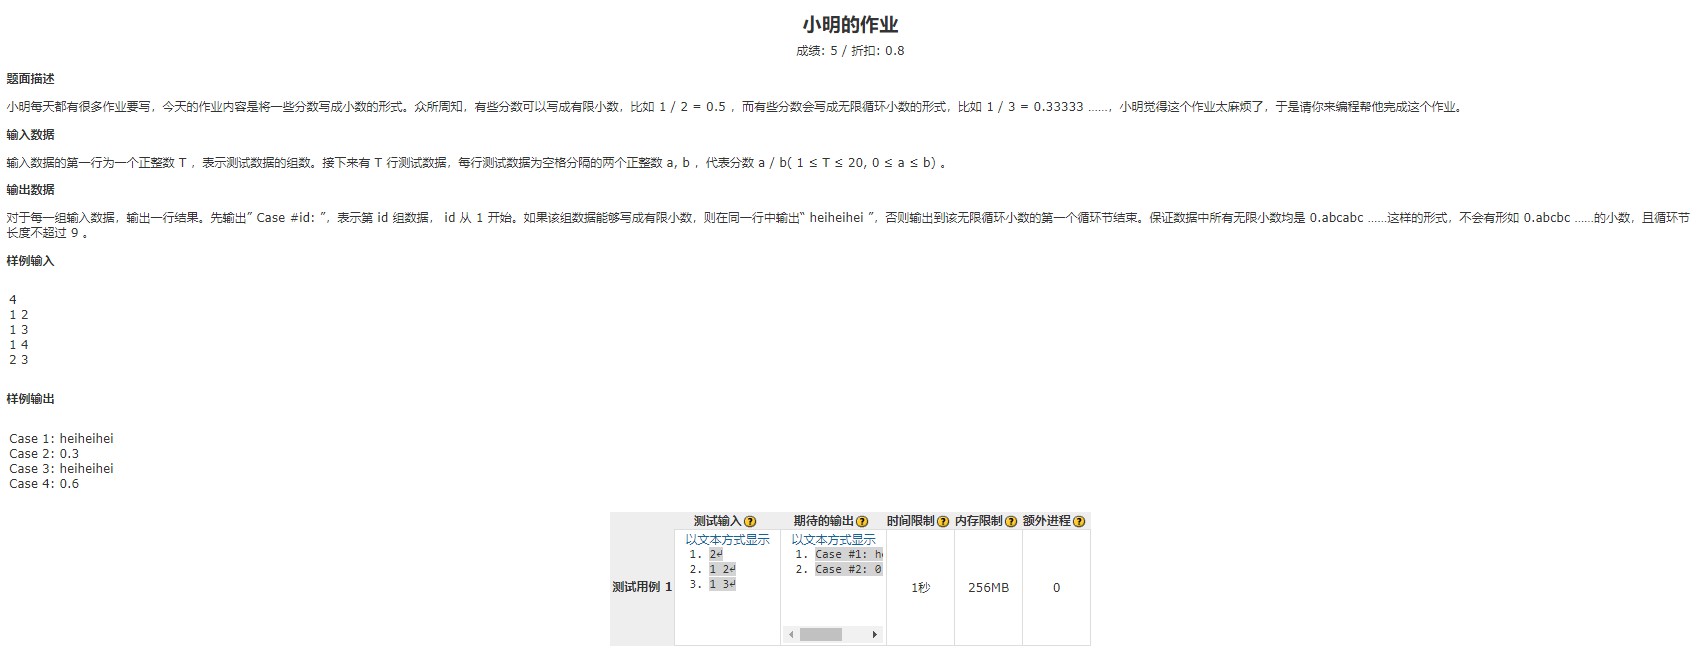 小明的作业
成绩: 5 / 折扣: 0.8
题面描述
小明每天都有很多作业要写，今天的作业内容是将一些分数写成小数的形式。众所周知，有些分数可以写成有限小数，比如 1 / 2 = 0.5 ，而有些分数会写成无限循环小数的形式，比如 1 / 3 = 0.33333 ……，小明觉得这个作业太麻烦了，于是请你来编程帮他完成这个作业。
输入数据
输入数据的第一行为一个正整数 T ，表示测试数据的组数。接下来有 T 行测试数据，每行测试数据为空格分隔的两个正整数 a, b ，代表分数 a / b( 1 ≤ T ≤ 20, 0 ≤ a ≤ b) 。
输出数据
对于每一组输入数据，输出一行结果。先输出” Case #id: ”，表示第 id 组数据， id 从 1 开始。如果该组数据能够写成有限小数，则在同一行中输出“ heiheihei ”，否则输出到该无限循环小数的第一个循环节结束。保证数据中所有无限小数均是 0.abcabc ……这样的形式，不会有形如 0.abcbc ……的小数，且循环节
长度不超过 9 。
样例输入
4
1 2
1 3
1 4
2 3
样例输出
Case 1: heiheihei
Case 2: 0.3
Case 3: heiheihei
Case 4: 0.6
测试输入 期待的输出 时间限制 内存限制 额外进程
以文本方式显示 以文本方式显示
1. 2↵ 1. Case #1: h
2. 1 2↵ 2. Case #2: 0
3. 1 3↵
测试用例 1 1秒 256MB 0